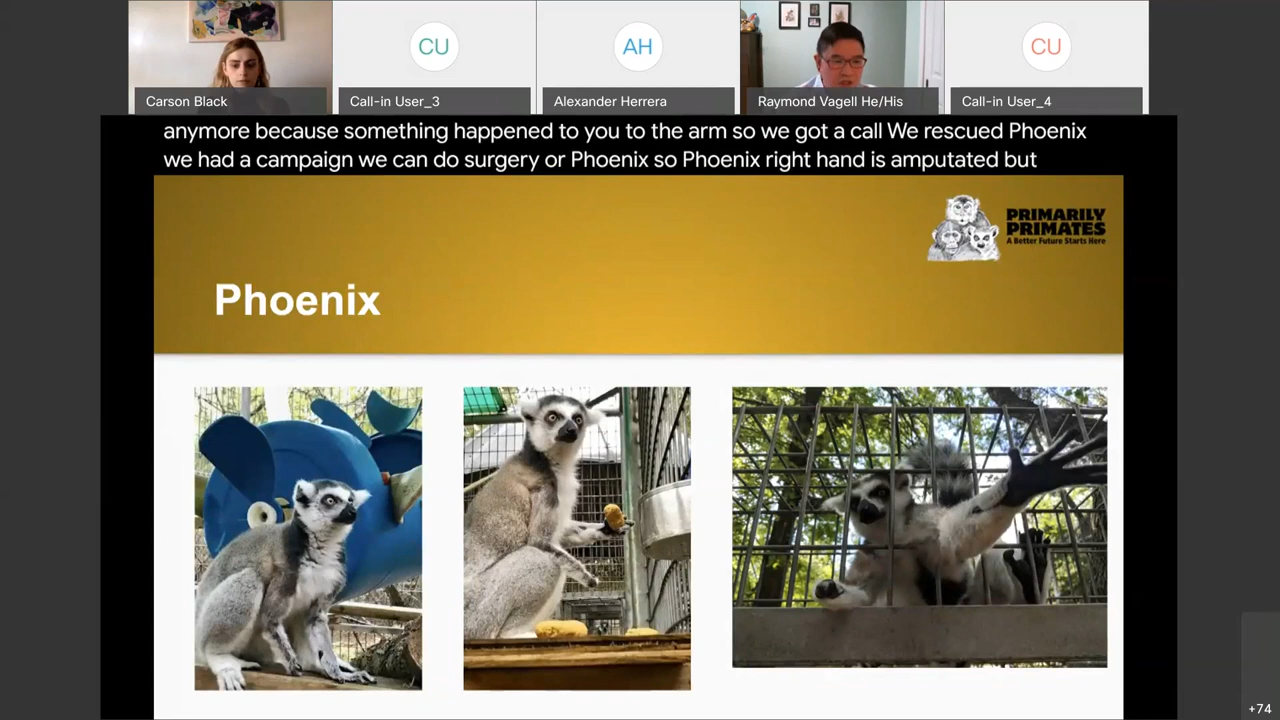 CU
AH
CU
Carson Black
Call-in User_3
Alexander Herrera
Raymond Vagell He/His
Call-in User_4
anymore because something happened to you to the arm so we got a call We rescued Phoenix
we had a campaign we can do surgery or Phoenix so Phoenix right hand is amputated but
PRIMARILY
PRIMATES
A Better Future Starts Here
Phoenix
+74